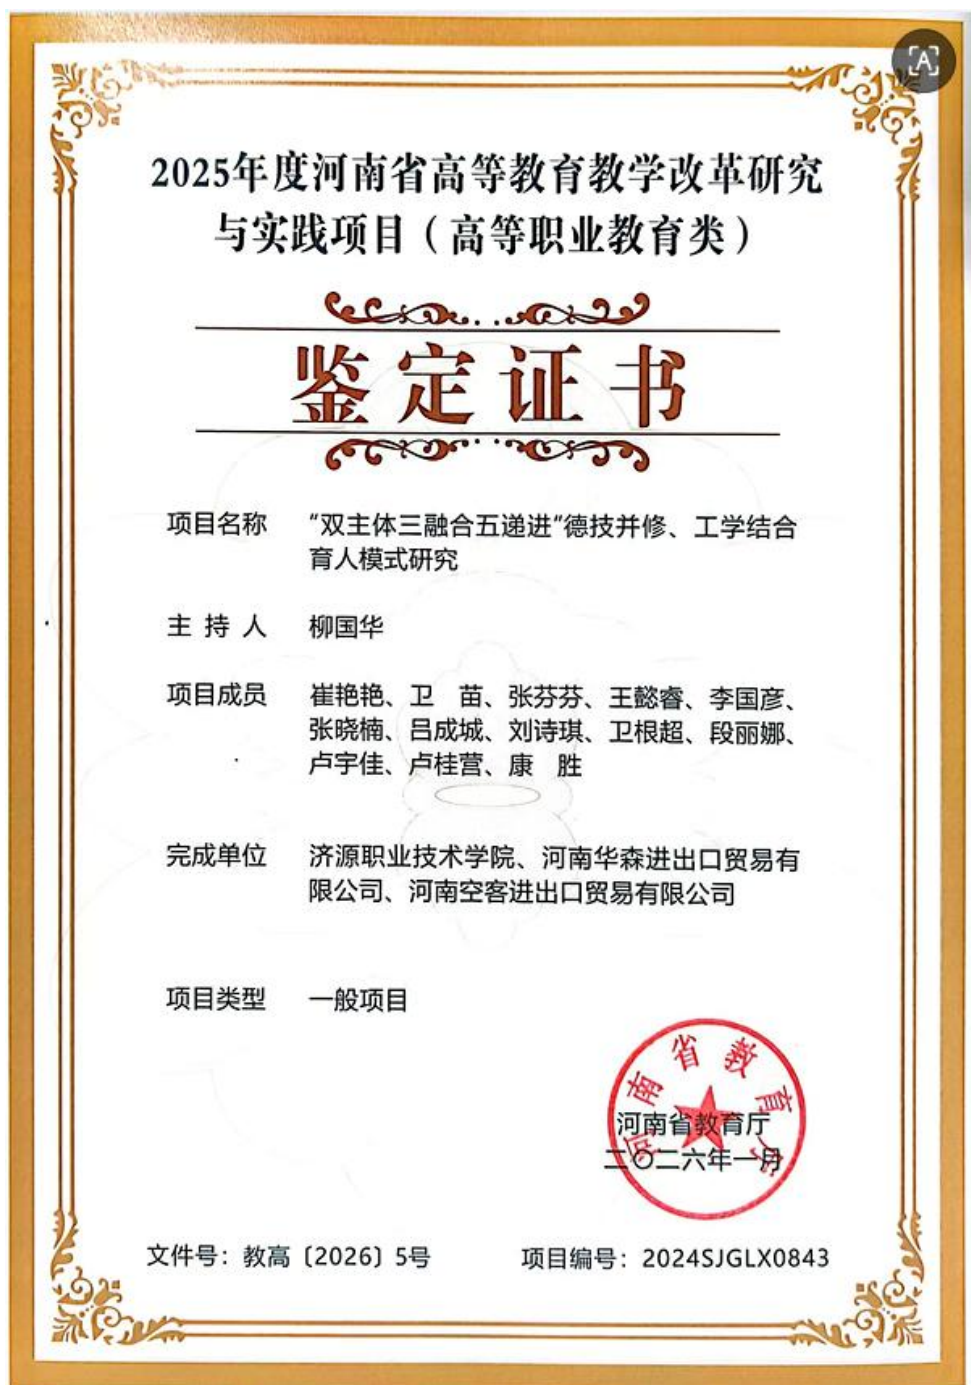 2025年度河南省高等教育教学改革研究
与实践项目（高等职业教育类）
鉴定证书
项目名称 “双主体三融合五递进”德技并修、工学结合
育人模式研究
主持人 柳国华
项目成员 崔艳艳、卫 苗、张芬芬、王懿睿、李国彦、
张晓楠、吕成城、刘诗琪、卫根超、段丽娜、
卢宇佳、卢桂营、康 胜
完成单位 济源职业技术学院、河南华森进出口贸易有
限公司、河南空客进出口贸易有限公司
项目类型 一般项目
河南省教育厅
河南省教育厅
二〇二六年一月
文件号：教高〔2026〕5号 项目编号：2024SJGLX0843